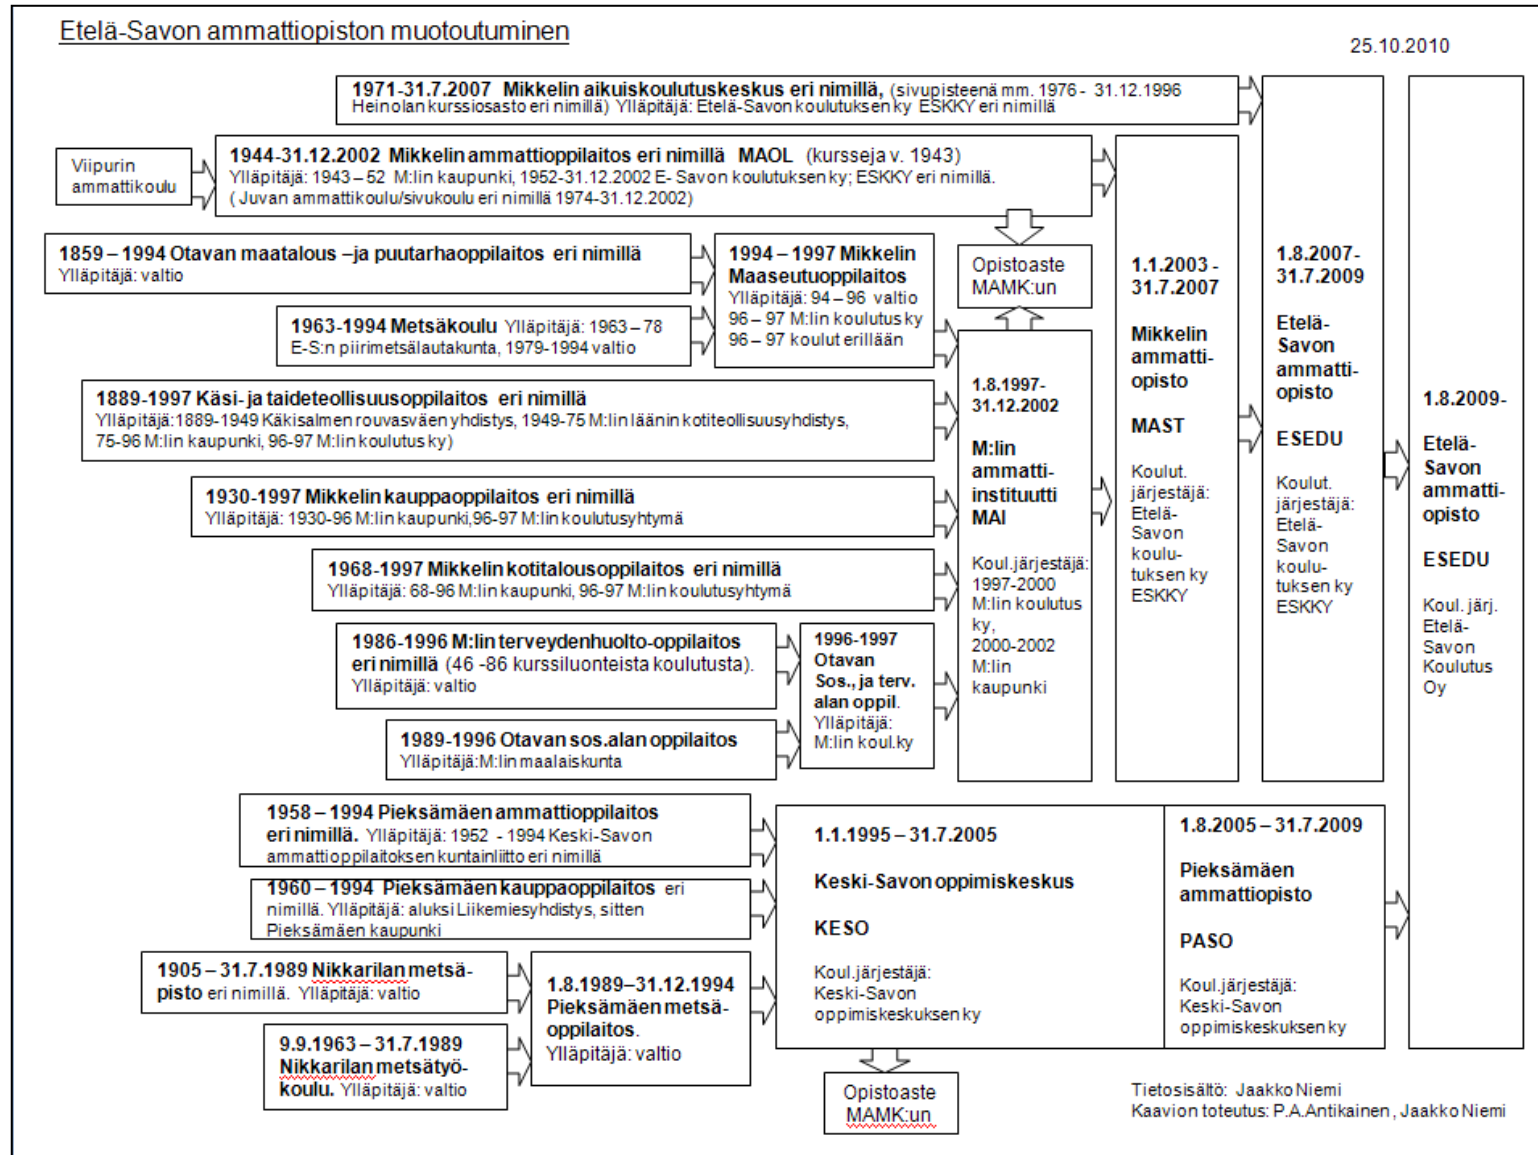 Etelä-Savon ammattiopiston muotoutuminen
25.10.2010
1971-31.7.2007 Mikkelin aikuiskoulutuskeskus eri nimillä, (sivupisteenä mm. 1976 - 31.12.1996
Heinolan kurssiosasto eri nimillä) Ylläpitäjä: Etelä-Savon koulutuksen ky ESKKY eri nimillä
Viipurin
ammattikoulu
1944-31.12.2002 Mikkelin ammattioppilaitos eri nimillä MAOL (kursseja v. 1943)
Ylläpitäjä: 1943 – 52 M:lin kaupunki, 1952-31.12.2002 E- Savon koulutuksen ky; ESKKY eri nimillä.
( Juvan ammattikoulu/sivukoulu eri nimillä 1974-31.12.2002)
1859 – 1994 Otavan maatalous –ja puutarhaoppilaitos eri nimillä
Ylläpitäjä: valtio
1963-1994 Metsäkoulu Ylläpitäjä: 1963 – 78
E-S:n piirimetsälautakunta, 1979-1994 valtio
1994 – 1997 Mikkelin
Maaseutuoppilaitos
Ylläpitäjä: 94 – 96 valtio
96 – 97 M:lin koulutus ky
96 – 97 koulut erillään
Opistoaste
MAMK:un
1889-1997 Käsi- ja taideteollisuusoppilaitos eri nimillä
Ylläpitäjä:1889-1949 Käkisalmen rouvasväen yhdistys, 1949-75 M:lin läänin kotiteollisuusyhdistys,
75-96 M:lin kaupunki, 96-97 M:lin koulutus ky)
1930-1997 Mikkelin kauppaoppilaitos eri nimillä
Ylläpitäjä: 1930-96 M:lin kaupunki,96-97 M:lin koulutusyhtymä
1968-1997 Mikkelin kotitalousoppilaitos eri nimillä
Ylläpitäjä: 68-96 M:lin kaupunki, 96-97 M:lin koulutusyhtymä
1986-1996 M:lin terveydenhuolto-oppilaitos
eri nimillä (46 -86 kurssiluonteista koulutusta).
Ylläpitäjä: valtio
1989-1996 Otavan sos.alan oppilaitos
Ylläpitäjä:M:lin maalaiskunta
1996-1997
Otavan
Sos., ja terv.
alan oppil.
Ylläpitäjä:
M:lin koul.ky
1.8.1997-
31.12.2002
M:lin
ammatti-
instituutti
MAI
Koul.järjestäjä:
1997-2000
M:lin koulutus
ky,
2000-2002
M:lin
kaupunki
1.1.2003 -
31.7.2007
Mikkelin
ammatti-
opisto
MAST
Koulut.
järjestäjä:
Etelä-
Savon
koulu-
tuksen ky
ESKKY
1.8.2007-
31.7.2009
Etelä-
Savon
ammatti-
opisto
ESEDU
Koulut.
järjestäjä:
Etelä-
Savon
koulu-
tuksen ky
ESKKY
1.8.2009-
Etelä-
Savon
ammatti-
opisto
ESEDU
Koul. järj.
Etelä-
Savon
Koulutus
Oy
1958 – 1994 Pieksämäen ammattioppilaitos
eri nimillä. Ylläpitäjä: 1952 - 1994 Keski-Savon
ammattioppilaitoksen kuntainliitto eri nimillä
1960 – 1994 Pieksämäen kauppaoppilaitos eri
nimillä. Ylläpitäjä: aluksi Liikemiesyhdistys, sitten
Pieksämäen kaupunki
1905 – 31.7.1989 Nikkarilan metsä-
pisto eri nimillä. Ylläpitäjä: valtio
9.9.1963 – 31.7.1989
Nikkarilan metsätyö-
koulu. Ylläpitäjä: valtio
1.8.1989–31.12.1994
Pieksämäen metsä-
oppilaitos.
Ylläpitäjä: valtio
1.1.1995 – 31.7.2005
Keski-Savon oppimiskeskus
KESO
Koul.järjestäjä:
Keski-Savon
oppimiskeskuksen ky
1.8.2005 – 31.7.2009
Pieksämäen
ammattiopisto
PASO
Koul.järjestäjä:
Keski-Savon
oppimiskeskuksen ky
Opistoaste
MAMK:un
Tietosisältö: Jaakko Niemi
Kaavion toteutus: P.A.Antikainen, Jaakko Niemi